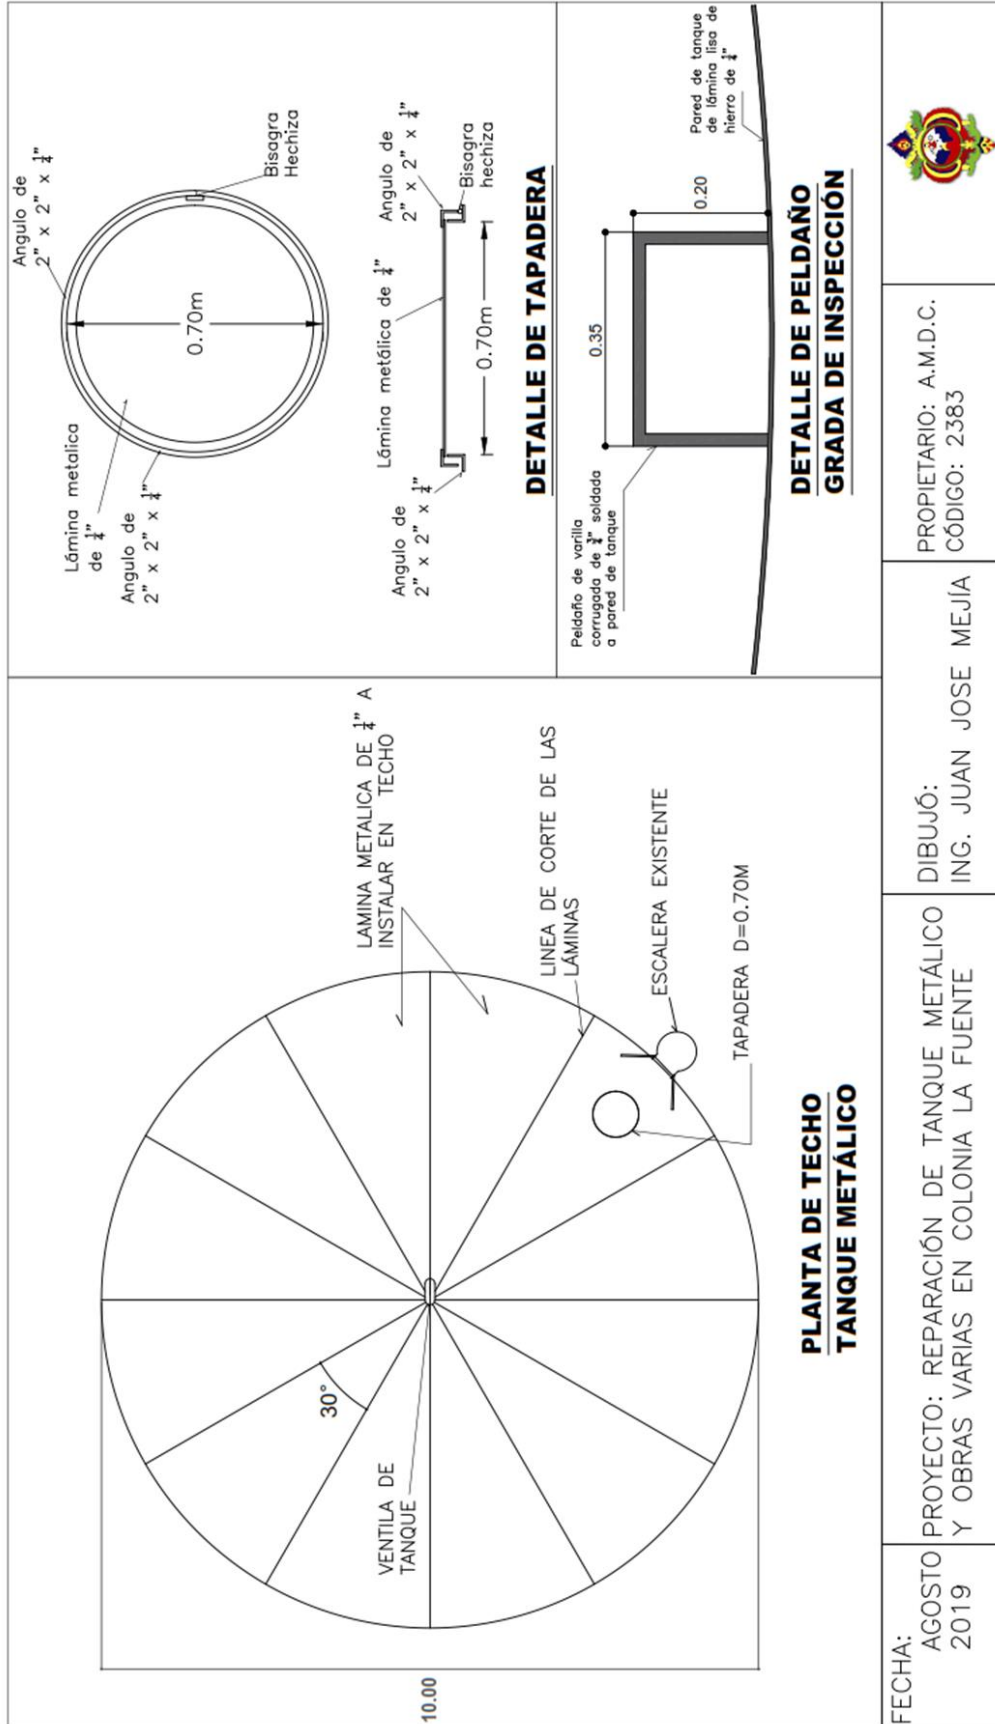 LAMINA METALICA DE 1/4" A
INSTALAR EN TECHO
LINEA DE CORTE DE LAS
LÁMINAS
ESCALERA EXISTENTE
TAPADERA D=0.70M
30°
VENTILA DE
TANQUE
10.00
PLANTA DE TECHO
TANQUE METÁLICO
Lámina metalica
de 1/4"
Angulo de
2" x 2" x 1/4"
Angulo de
2" x 2" x 1/4"
0.70m
Bisagra
Hechiza
Lámina metálica de 1/4"
Angulo de
2" x 2" x 1/4"
Angulo de
2" x 2" x 1/4"
Bisagra
hechiza
0.70m
DETALLE DE TAPADERA
Peldaño de varilla
corrugada de 3/4" soldada
a pared de tanque
0.35
0.20
Pared de tanque
de lámina lisa de
hierro de 1/4"
DETALLE DE PELDAÑO
GRADA DE INSPECCIÓN
FECHA:
AGOSTO
2019
PROYECTO: REPARACIÓN DE TANQUE METÁLICO
Y OBRAS VARIAS EN COLONIA LA FUENTE
DIBUJÓ:
ING. JUAN JOSE MEJÍA
PROPIETARIO: A.M.D.C.
CÓDIGO: 2383